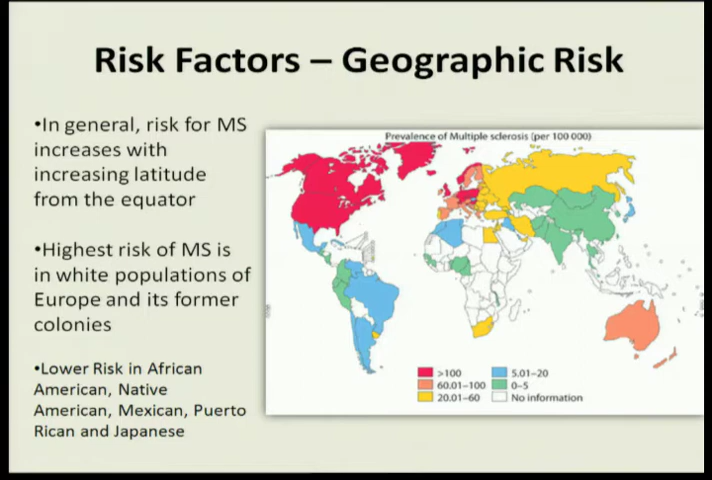 Risk Factors – Geographic Risk
•In general, risk for MS
increases with
increasing latitude
from the equator
•Highest risk of MS is
in white populations of
Europe and its former
colonies
•Lower Risk in African
American, Native
American, Mexican, Puerto
Rican and Japanese
Prevalence of Multiple sclerosis (per 100 000)
>100
60.01–100
20.01–60
5.01–20
0–5
No information